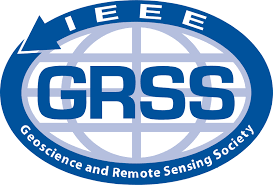 IEEE
GRSS
Geoscience and Remote Sensing Society